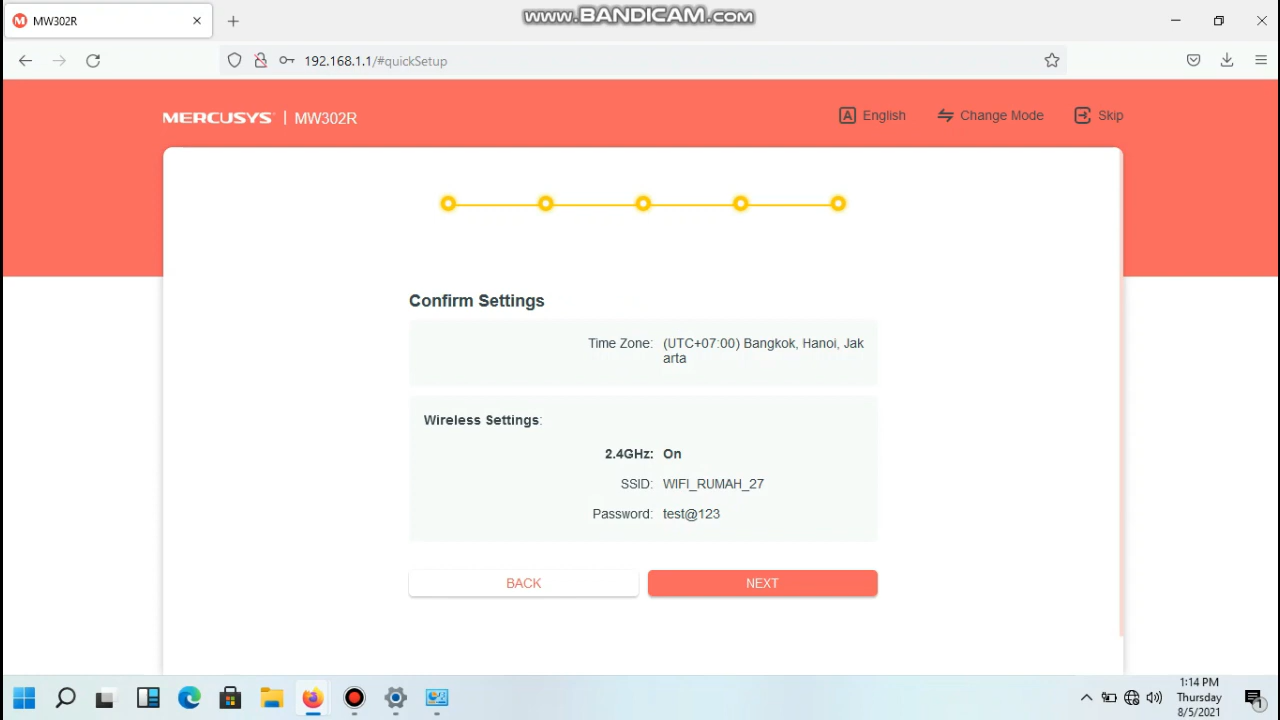 www.BANDICAM.com
MW302R
192.168.1.1/#quickSetup
MERCUSYS | MW302R
A English
Change Mode
Skip
Confirm Settings
Time Zone: (UTC+07:00) Bangkok, Hanoi, Jak
arta
Wireless Settings:
2.4GHz: On
SSID: WIFI_RUMAH_27
Password: test@123
BACK
NEXT
1:14 PM
Thursday
8/5/2021
1